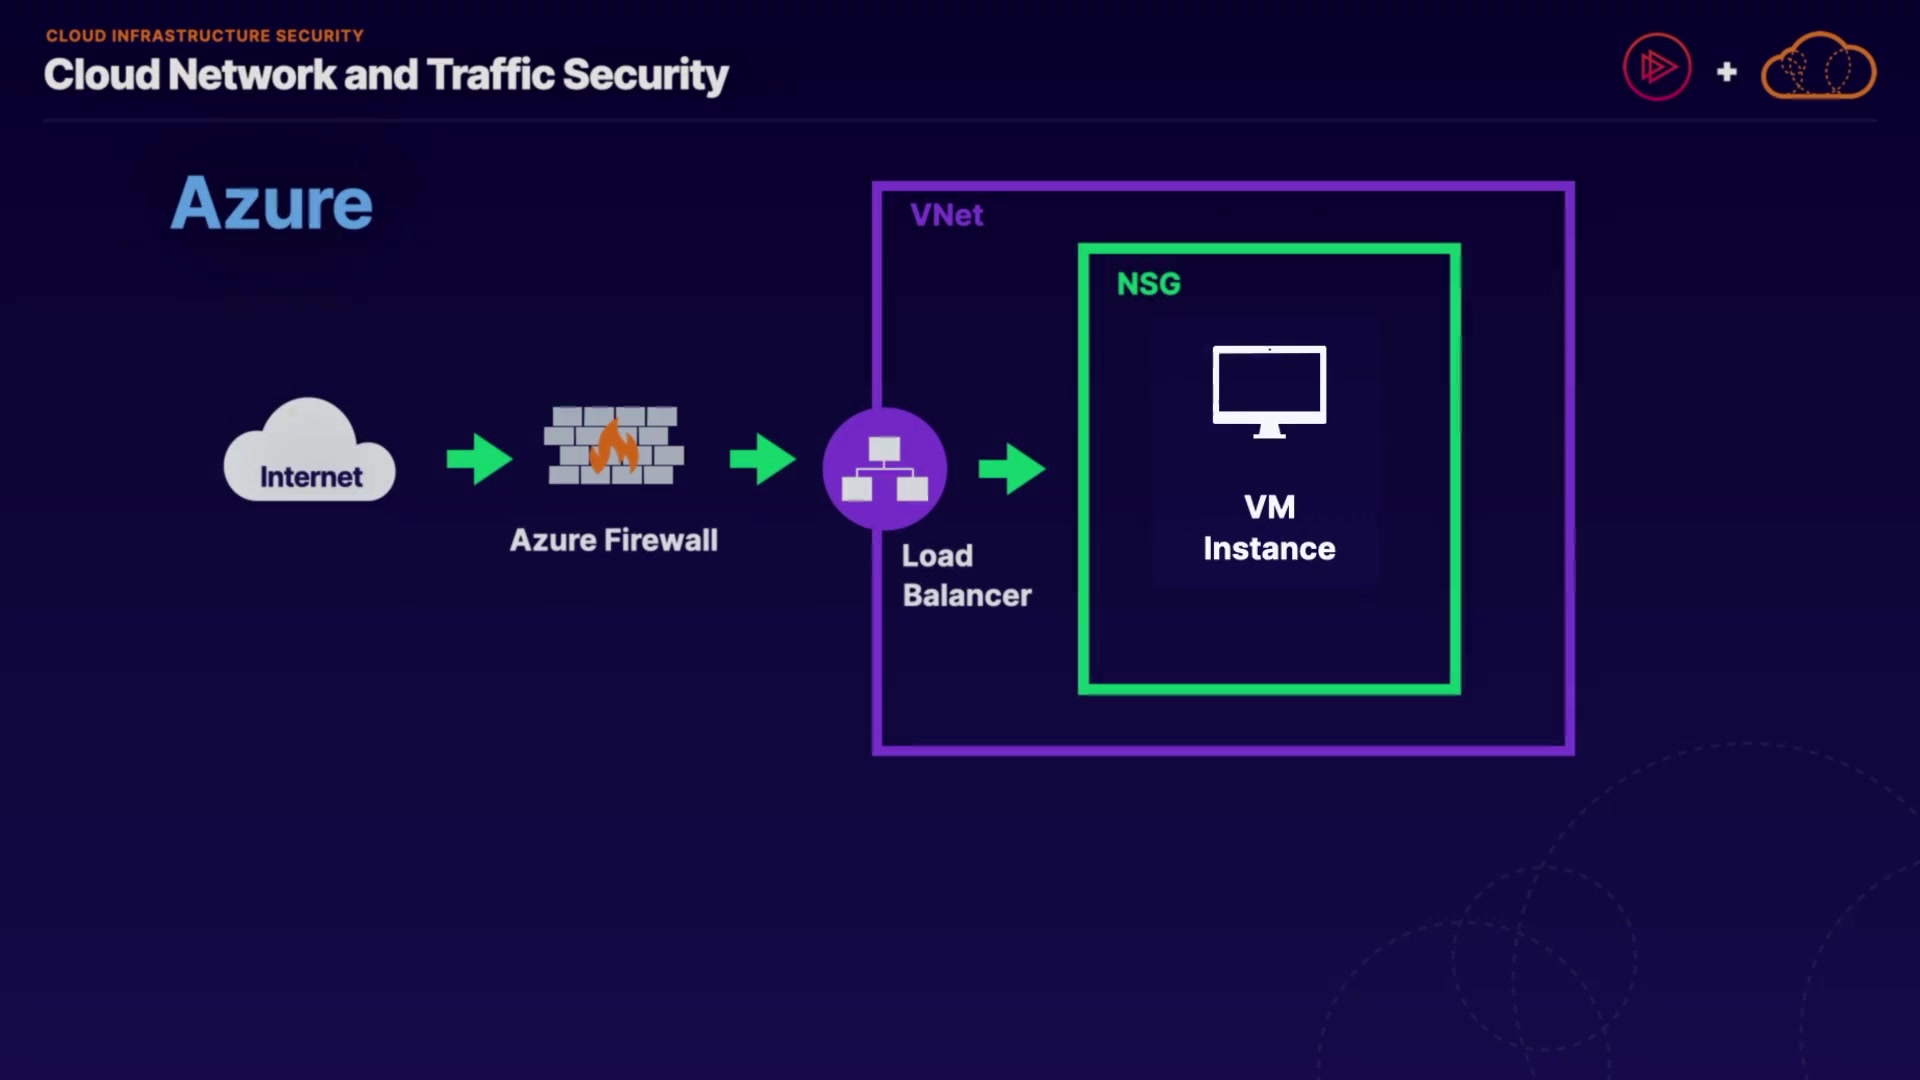 CLOUD INFRASTRUCTURE SECURITY
Cloud Network and Traffic Security
Azure
VNet
NSG
Internet
Azure Firewall
Load
Balancer
VM
Instance